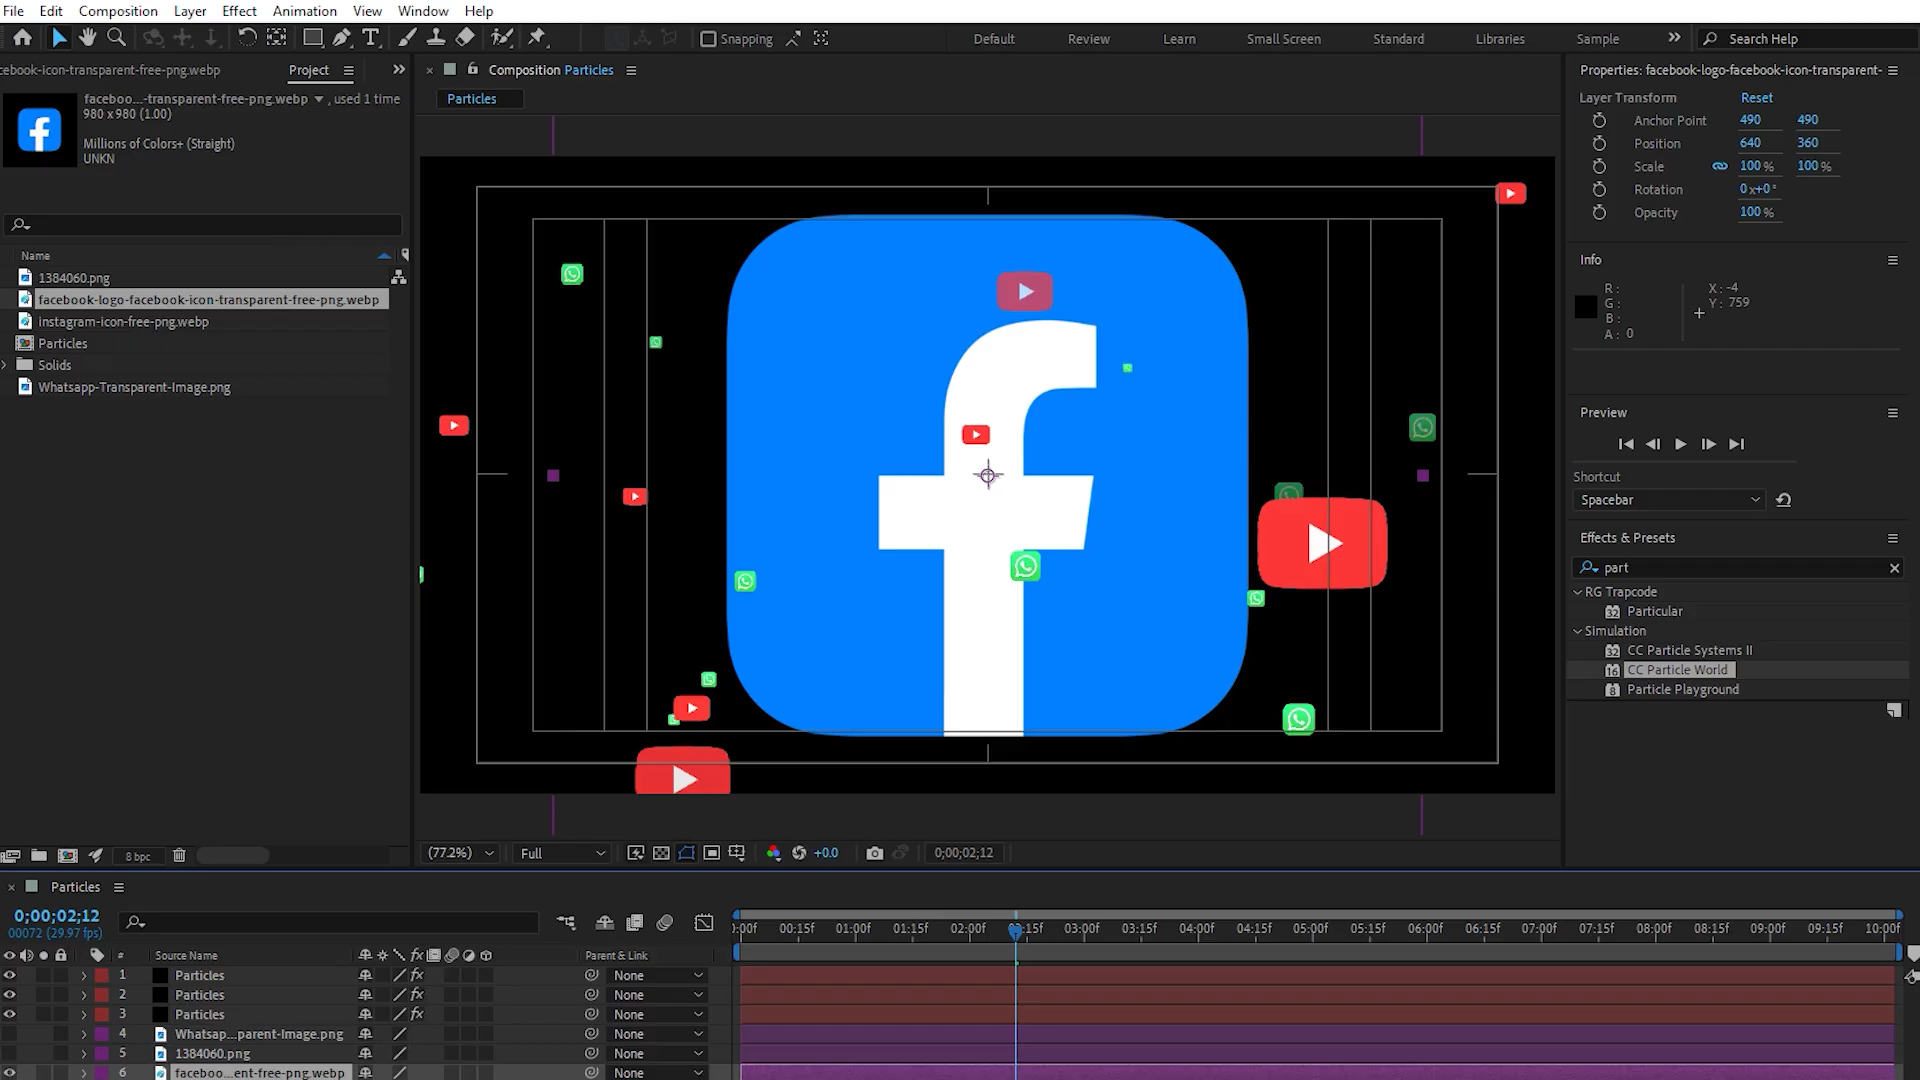 File Edit Composition Layer Effect Animation View Window Help
Snapping Default Review Learn Small Screen Standard Libraries Sample Search Help
cebook-icon-transparent-free-png.webp Project
Composition Particles
Properties: facebook-logo-facebook-icon-transparent-
faceboo...-transparent-free-png.webp , used 1 time
980 x 980 (1.00)
Millions of Colors+ (Straight)
UNKN
Particles
Layer Transform Reset
Anchor Point 490 490
Position 640 360
Scale 100 % 100 %
Rotation 0 x+0 °
Opacity 100 %
Name
1384060.png
facebook-logo-facebook-icon-transparent-free-png.webp
instagram-icon-free-png.webp
Particles
Solids
Whatsapp-Transparent-Image.png
Info
R :
G :
B :
A : 0
X : -4
Y : 759
Preview
Shortcut
Spacebar
Effects & Presets
part
RG Trapcode
32 Particular
Simulation
32 CC Particle Systems II
16 CC Particle World
8 Particle Playground
8 bpc
(77.2%) Full +0.0 0;00;02;12
Particles
0;00;02;12
00072 (29.97 fps)
:00f 00:15f 01:00f 01:15f 02:00f :15f 03:00f 03:15f 04:00f 04:15f 05:00f 05:15f 06:00f 06:15f 07:00f 07:15f 08:00f 08:15f 09:00f 09:15f 10:00f
# Source Name fx Parent & Link
1 Particles fx None
2 Particles fx None
3 Particles fx None
4 Whatsap...parent-Image.png None
5 1384060.png None
6 faceboo...ent-free-png.webp None